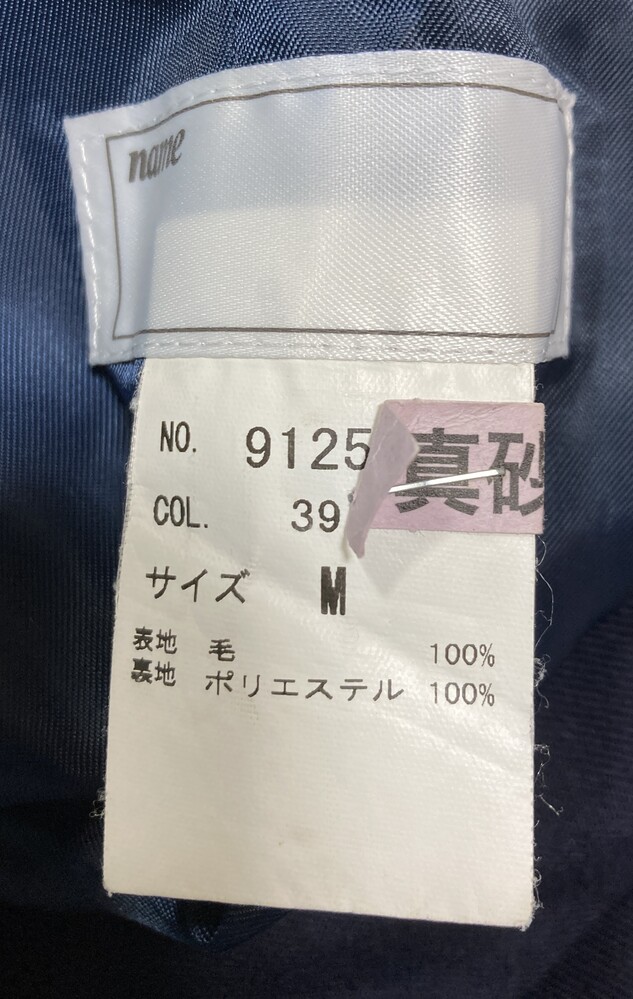 name
NO. 9125
真砂
COL. 39
サイズ M
表地 毛 100%
裏地 ポリエステル 100%